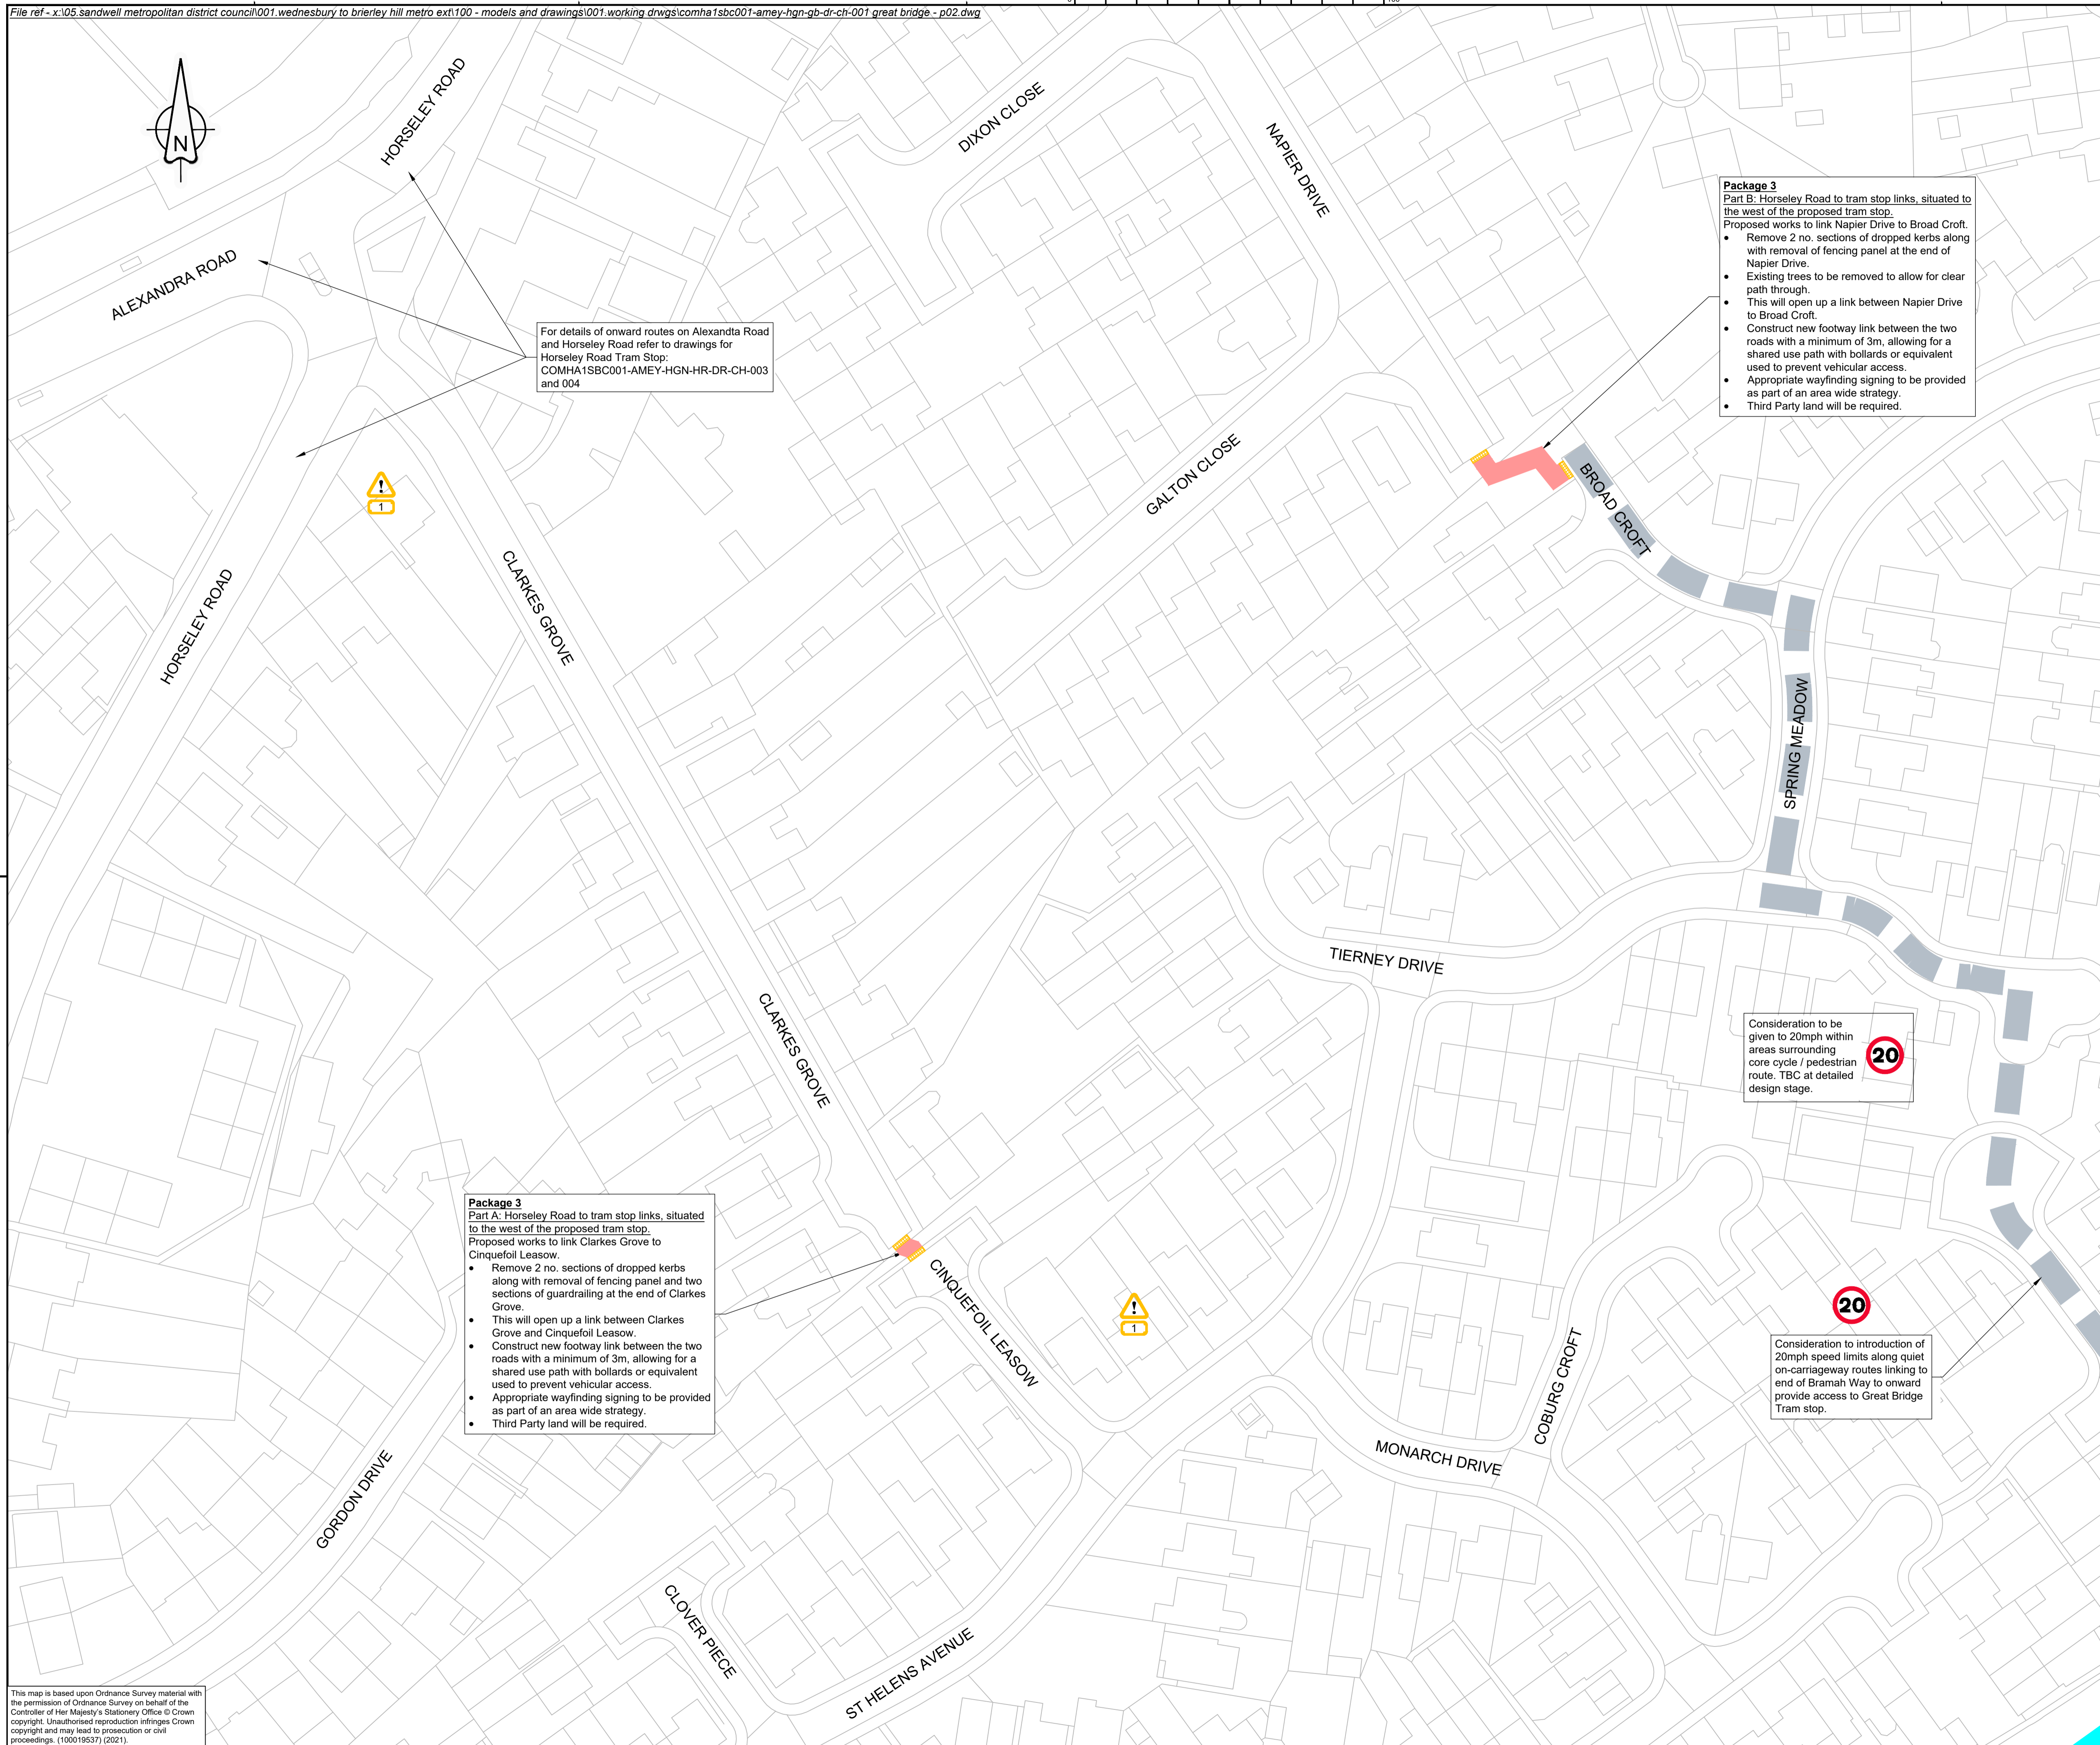 File ref - x:\05.sandwell metropolitan district council\001.wednesbury to brierley hill metro ext\100 - models and drawings\001.working drwgs\comha1sbc001-amey-hgn-gb-dr-ch-001 great bridge - p02.dwg
N
HORSELEY ROAD
ALEXANDRA ROAD
DIXON CLOSE
NAPIER DRIVE
Package 3
Part B: Horseley Road to tram stop links, situated to
the west of the proposed tram stop.
Proposed works to link Napier Drive to Broad Croft.
• Remove 2 no. sections of dropped kerbs along
with removal of fencing panel at the end of
Napier Drive.
• Existing trees to be removed to allow for clear
path through.
• This will open up a link between Napier Drive
to Broad Croft.
• Construct new footway link between the two
roads with a minimum of 3m, allowing for a
shared use path with bollards or equivalent
used to prevent vehicular access.
• Appropriate wayfinding signing to be provided
as part of an area wide strategy.
• Third Party land will be required.
For details of onward routes on Alexandta Road
and Horseley Road refer to drawings for
Horseley Road Tram Stop:
COMHA1SBC001-AMEY-HGN-HR-DR-CH-003
and 004
GALTON CLOSE
BROAD CROFT
!
1
CLARKES GROVE
HORSELEY ROAD
SPRING MEADOW
TIERNEY DRIVE
CLARKES GROVE
Consideration to be
given to 20mph within
areas surrounding
core cycle / pedestrian
route. TBC at detailed
design stage.
20
Package 3
Part A: Horseley Road to tram stop links, situated
to the west of the proposed tram stop.
Proposed works to link Clarkes Grove to
Cinquefoil Leasow.
• Remove 2 no. sections of dropped kerbs
along with removal of fencing panel and two
sections of guardrailing at the end of Clarkes
Grove.
• This will open up a link between Clarkes
Grove and Cinquefoil Leasow.
• Construct new footway link between the two
roads with a minimum of 3m, allowing for a
shared use path with bollards or equivalent
used to prevent vehicular access.
• Appropriate wayfinding signing to be provided
as part of an area wide strategy.
• Third Party land will be required.
CINQUEFOIL LEASOW
!
1
20
Consideration to introduction of
20mph speed limits along quiet
on-carriageway routes linking to
end of Bramah Way to onward
provide access to Great Bridge
Tram stop.
COBURG CROFT
MONARCH DRIVE
GORDON DRIVE
CLOVER PIECE
ST HELENS AVENUE
This map is based upon Ordnance Survey material with
the permission of Ordnance Survey on behalf of the
Controller of Her Majesty's Stationery Office © Crown
copyright. Unauthorised reproduction infringes Crown
copyright and may lead to prosecution or civil
proceedings. (100019537) (2021).